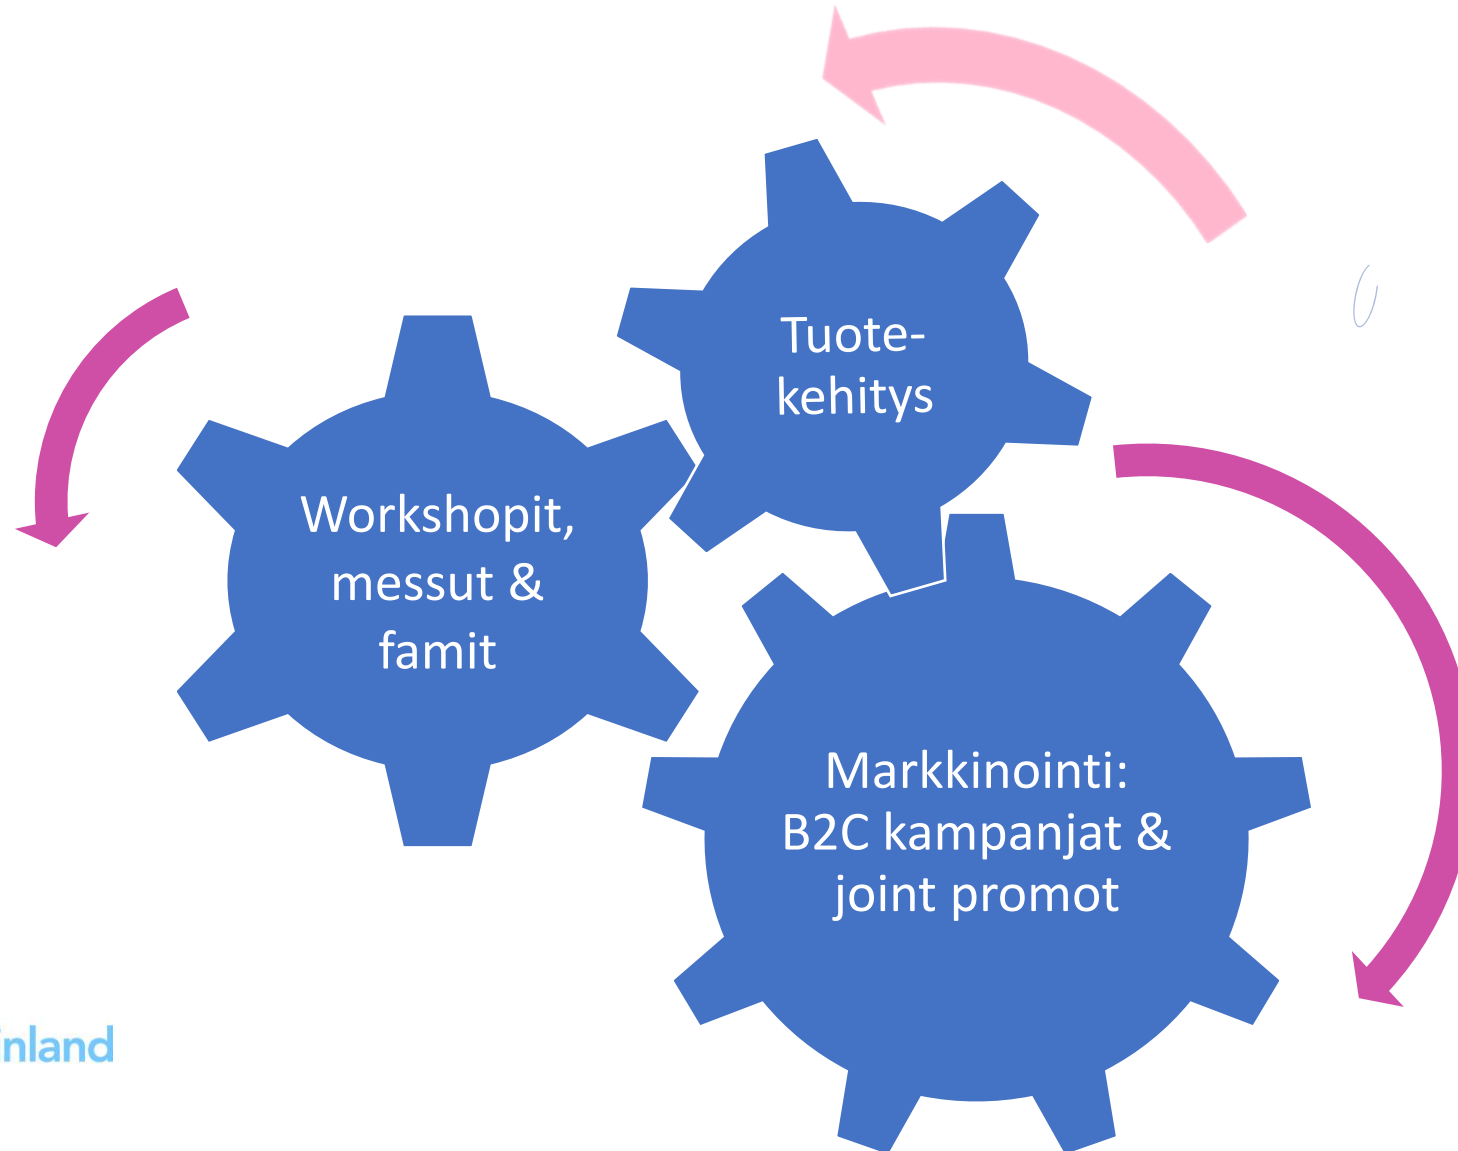 Tuote-
kehitys
Workshopit,
messut &
famit
Markkinointi:
B2C kampanjat &
joint promot
inland